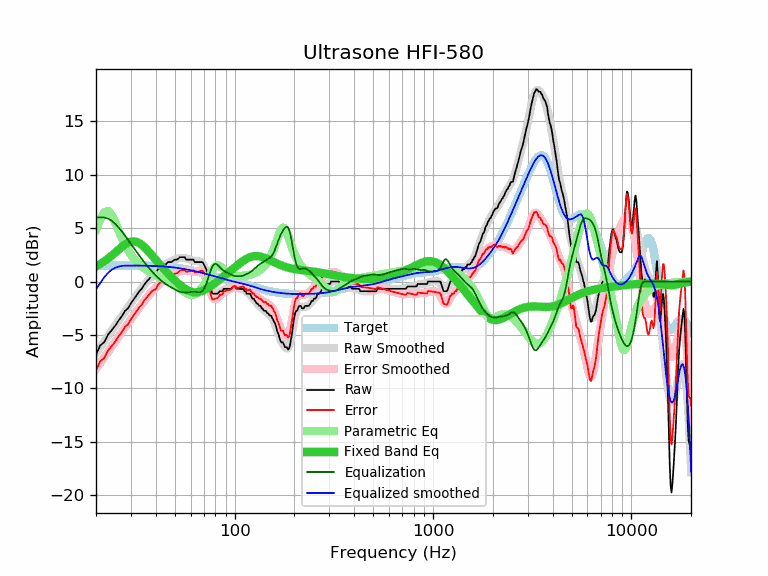 Ultrasone HFI-580
Amplitude (dBr)
15
10
5
0
−5
−10
−15
−20
Target
Raw Smoothed
Error Smoothed
Raw
Error
Parametric Eq
Fixed Band Eq
Equalization
Equalized smoothed
100
1000
10000
Frequency (Hz)